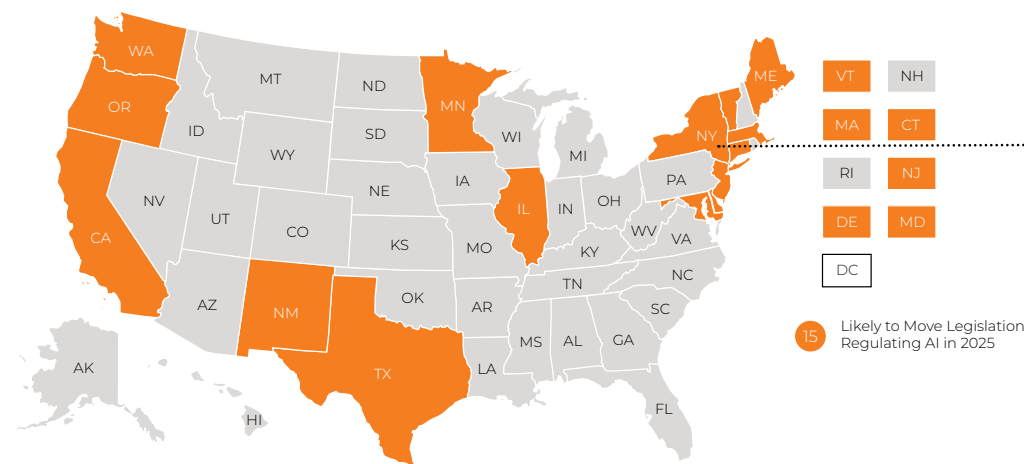 WA
ME
VT
NH
MT
ND
OR
MN
MA
CT
NY
ID
SD
WI
WY
MI
RI
NJ
PA
IA
NE
NV
OH
IL
IN
UT
DE
MD
CO
WV
CA
VA
KS
MO
KY
DC
NC
TN
OK
AZ
AR
SC
NM
15
Likely to Move Legislation
Regulating AI in 2025
MS
AL
GA
AK
LA
TX
FL
HI